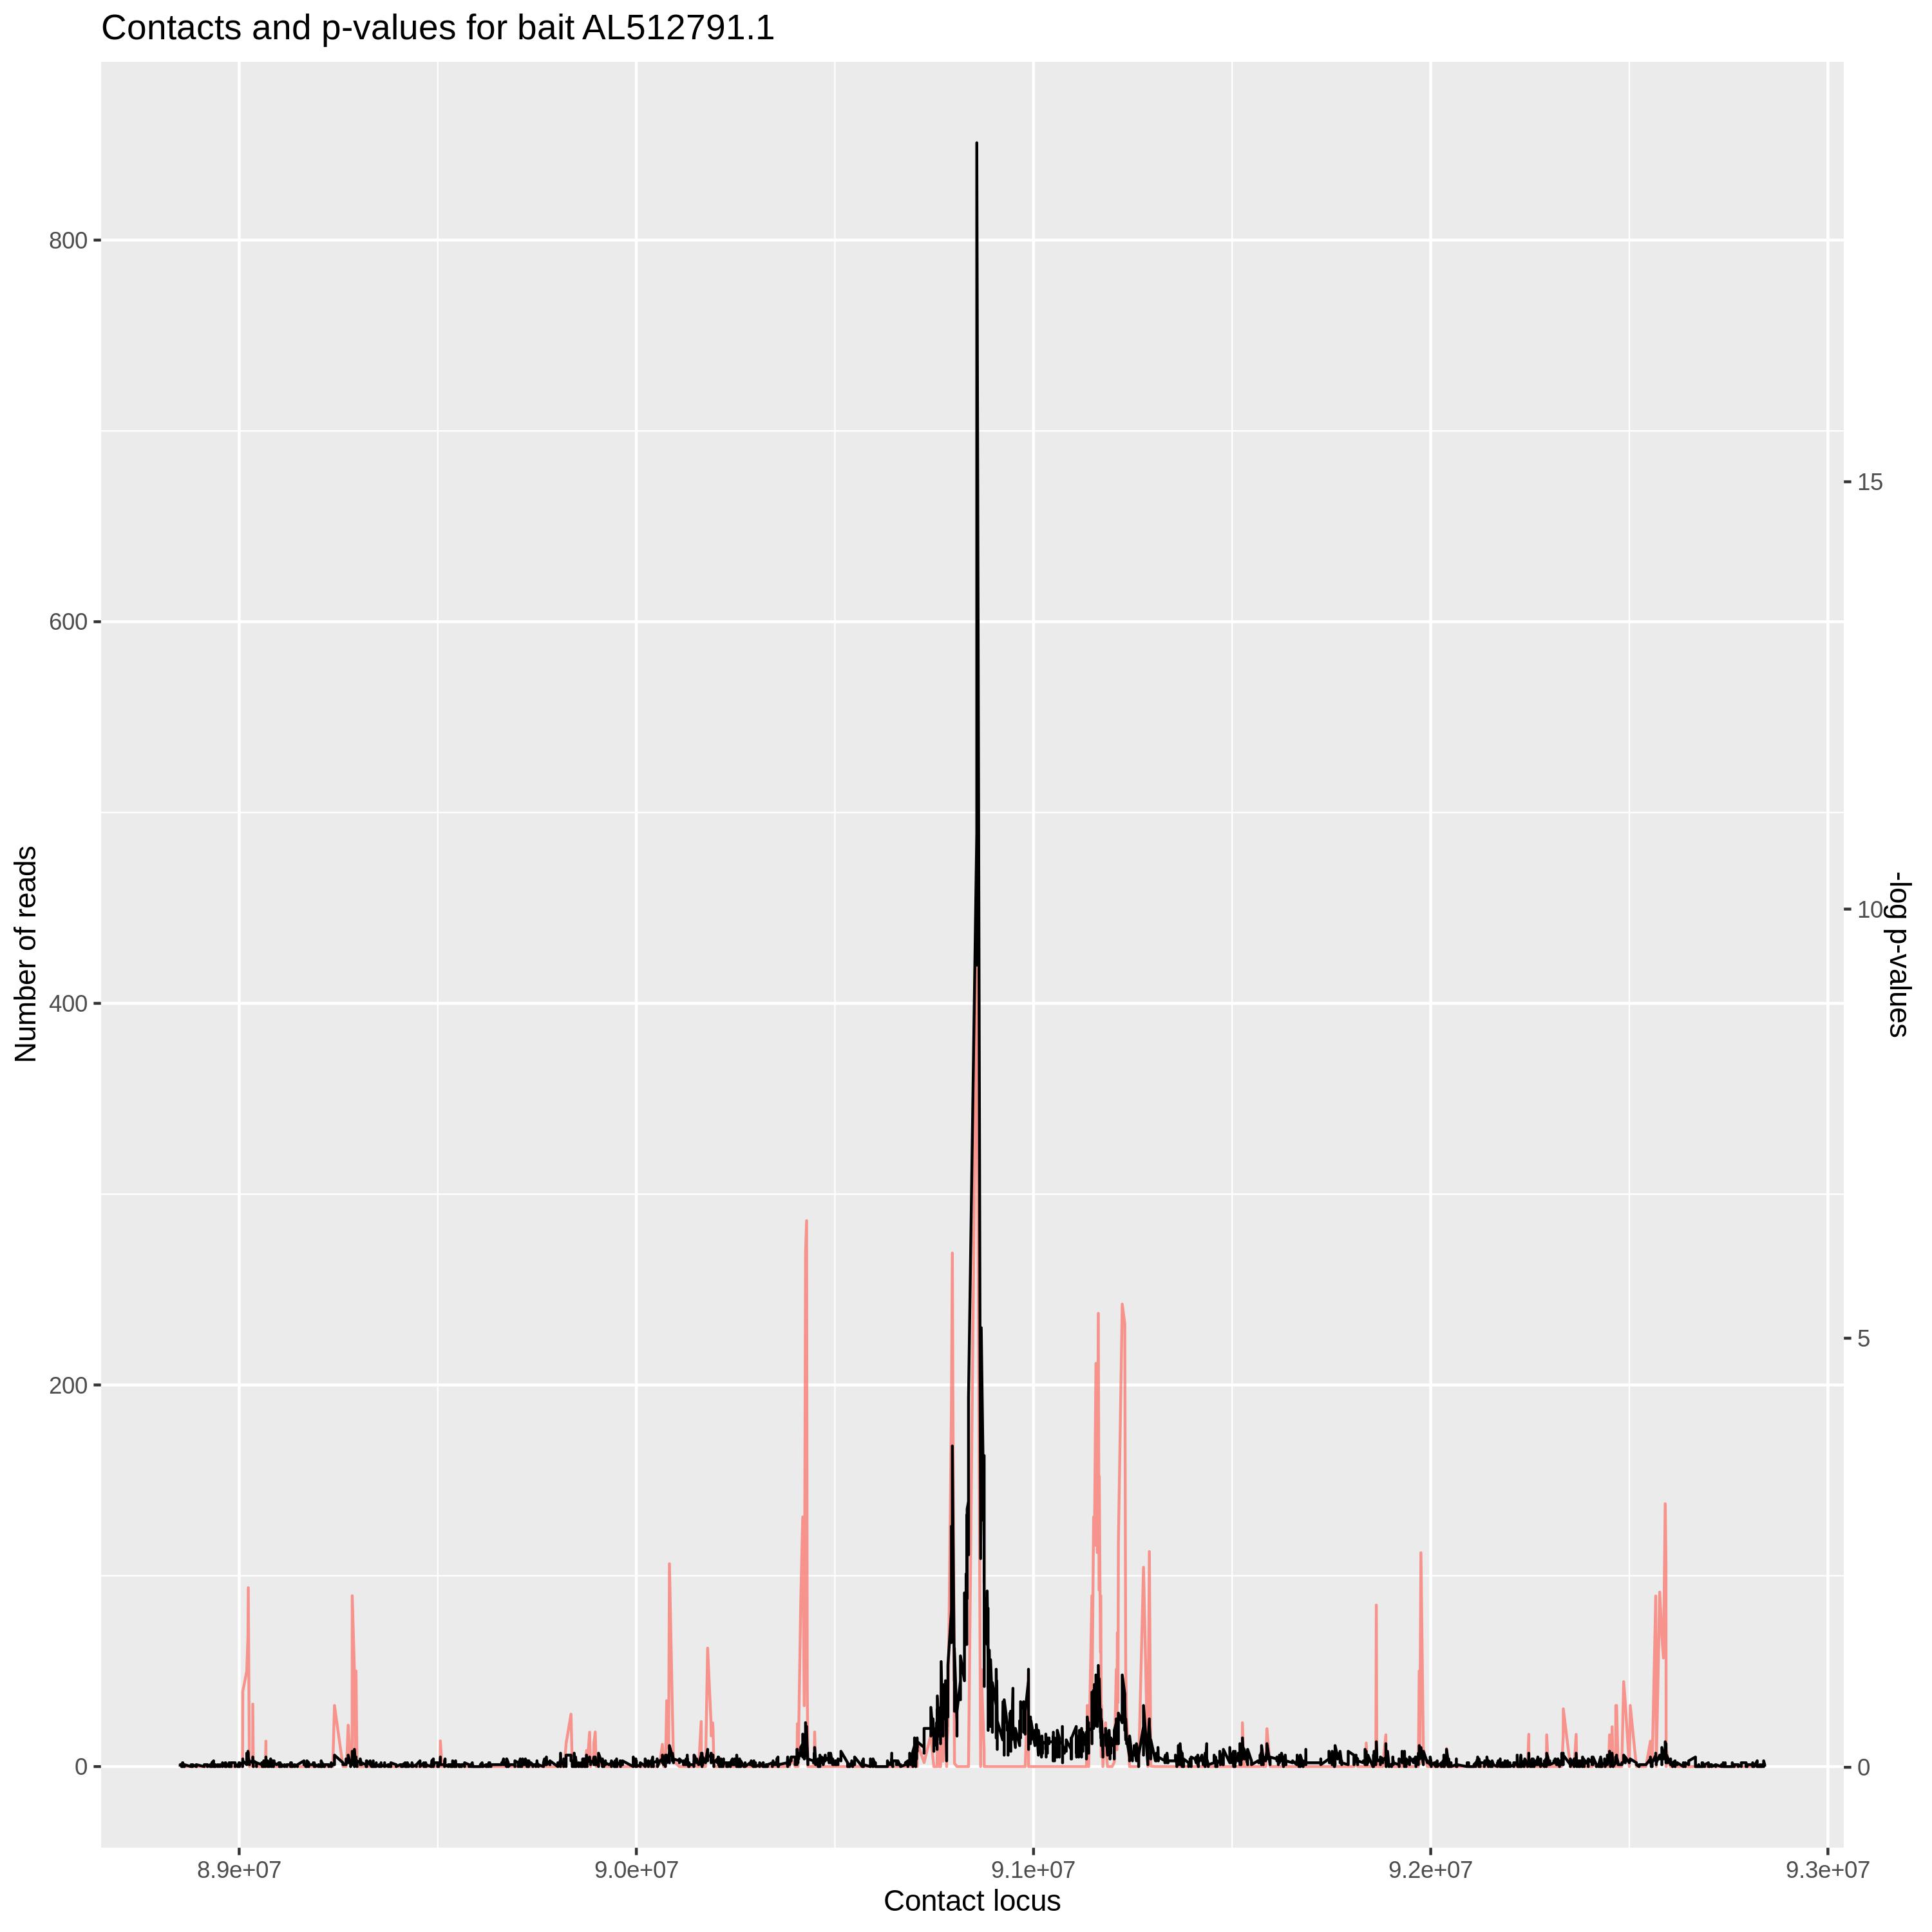 Contacts and p-values for bait AL512791.1
800
600
400
200
0
Number of reads
15
10
5
0
-log p-values
8.9e+07
9.0e+07
9.1e+07
9.2e+07
9.3e+07
Contact locus